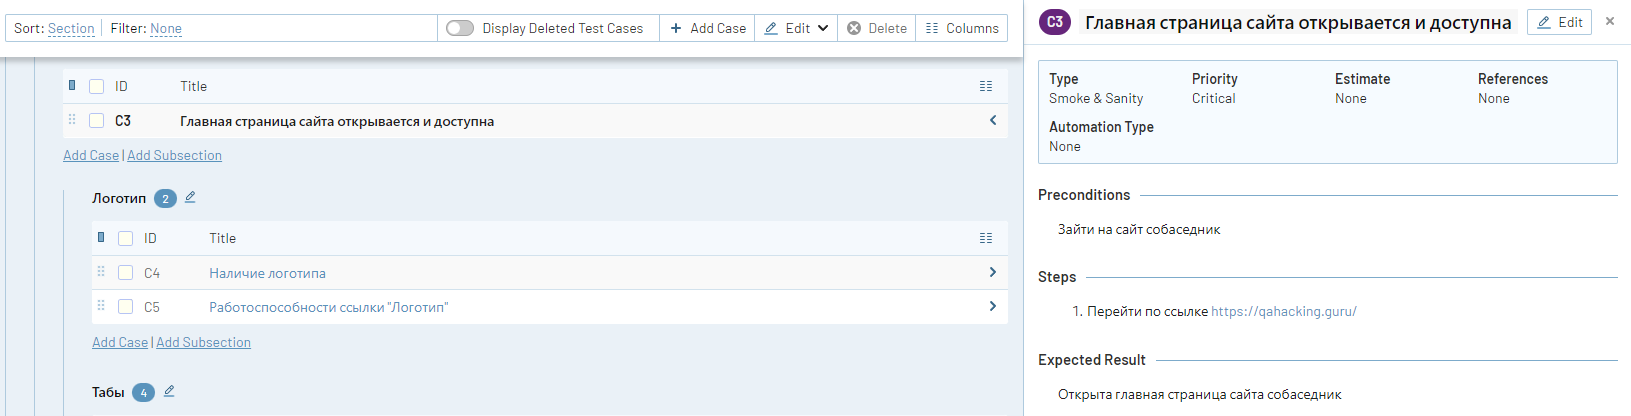 Sort: Section | Filter: None
Display Deleted Test Cases
+ Add Case
Edit
Delete
Columns
ID Title
C3 Главная страница сайта открывается и доступна
Add Case | Add Subsection
Логотип 2
ID Title
C4 Наличие логотипа
C5 Работоспособности ссылки "Логотип"
Add Case | Add Subsection
Табы 4
C3 Главная страница сайта открывается и доступна
Edit
×
Type Priority Estimate References
Smoke & Sanity Critical None None
Automation Type
None
Preconditions
Зайти на сайт собаседник
Steps
1. Перейти по ссылке https://qahacking.guru/
Expected Result
Открыта главная страница сайта собаседник